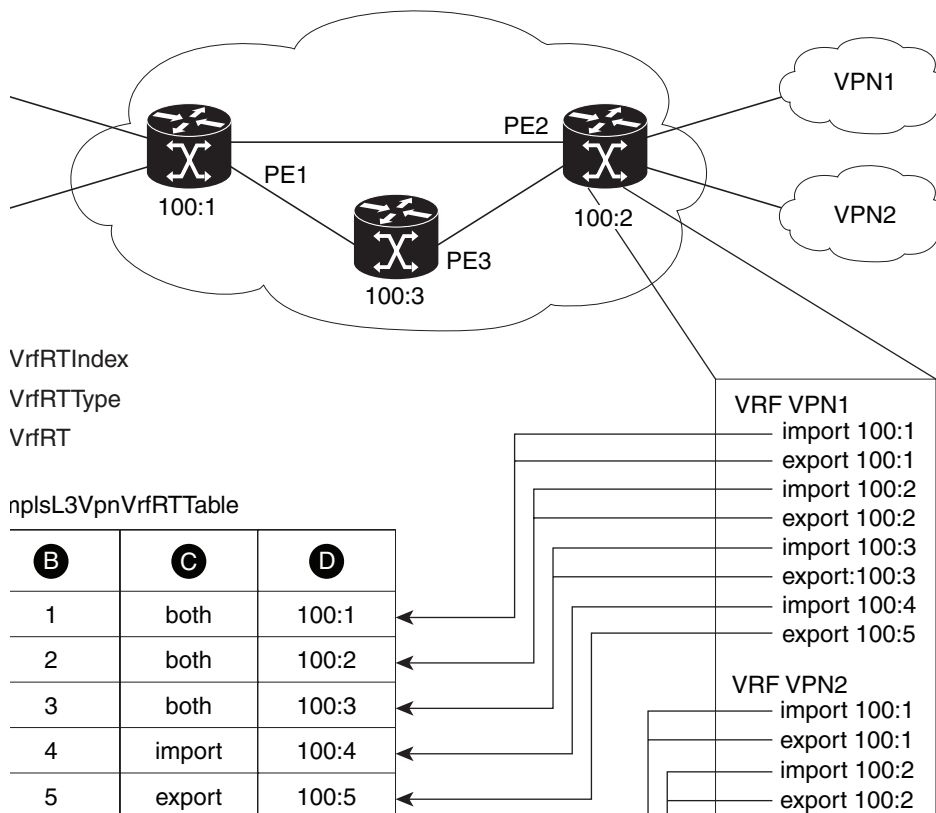 VPN1
PE2
PE1
VPN2
100:1
100:2
PE3
100:3
VrfRTIndex
VrfRTType
VrfRT
VRF VPN1
import 100:1
export 100:1
import 100:2
export 100:2
import 100:3
export:100:3
import 100:4
export 100:5
mplsL3VpnVrfRTTable
B C D
1 both 100:1
2 both 100:2
3 both 100:3
4 import 100:4
5 export 100:5
VRF VPN2
import 100:1
export 100:1
import 100:2
export 100:2